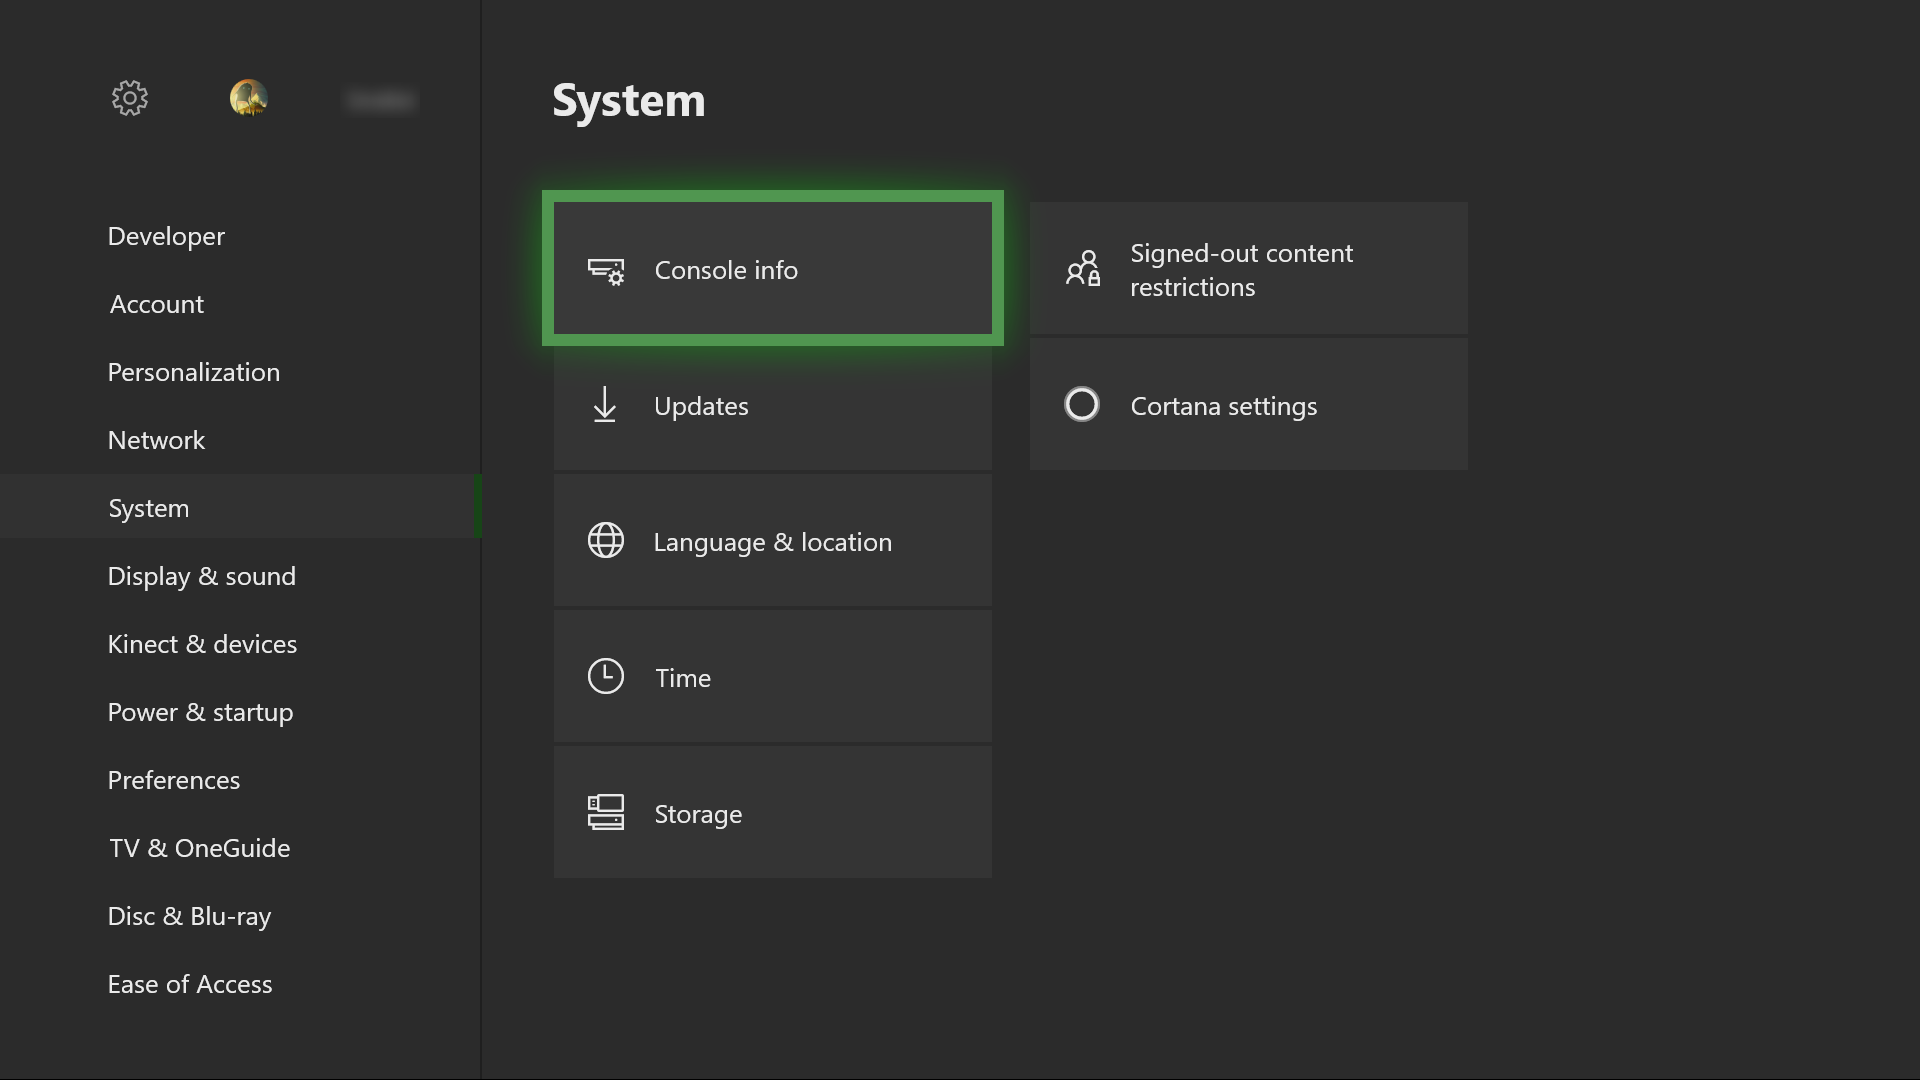 System
Developer
Account
Personalization
Network
System
Display & sound
Kinect & devices
Power & startup
Preferences
TV & OneGuide
Disc & Blu-ray
Ease of Access
Console info
Updates
Language & location
Time
Storage
Signed-out content
restrictions
Cortana settings